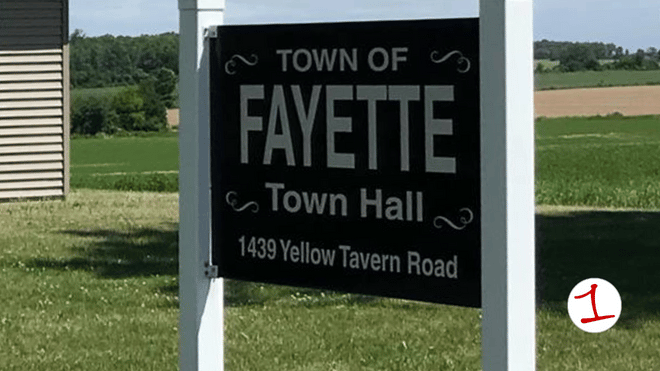 TOWN OF
FAYETTE
Town Hall
1439 Yellow Tavern Road
1